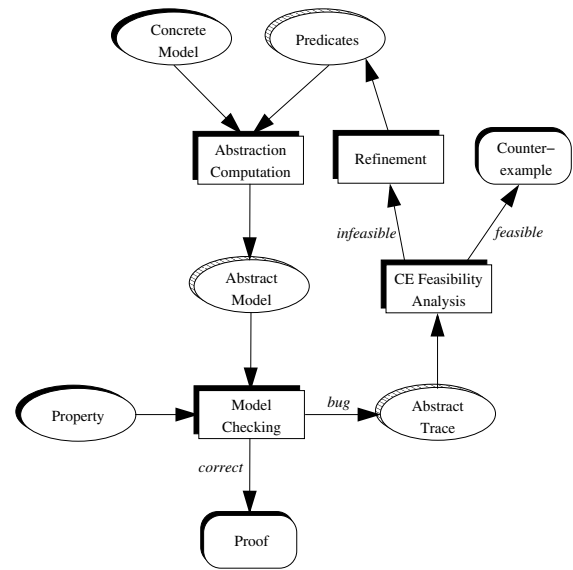 Concrete
Model
Predicates
Abstraction
Computation
Refinement
Counter–
example
infeasible
feasible
Abstract
Model
CE Feasibility
Analysis
Property
Model
Checking
bug
Abstract
Trace
correct
Proof